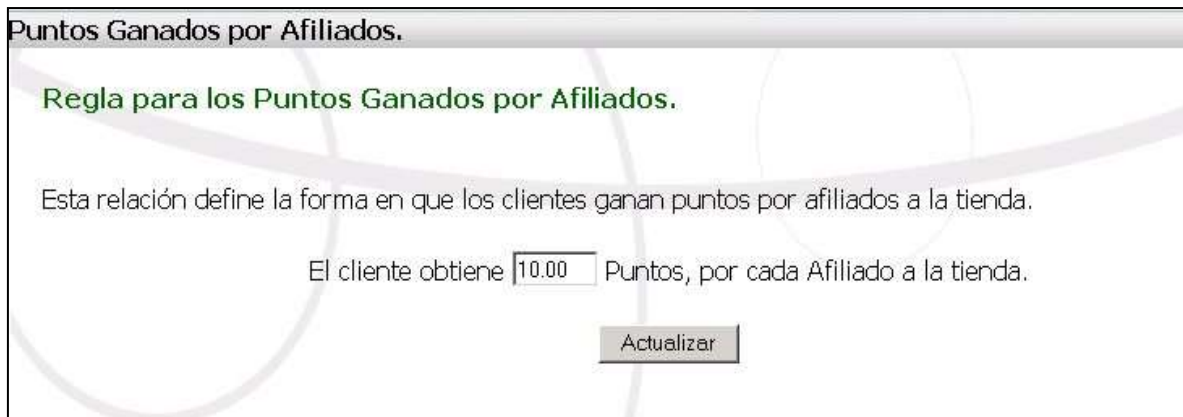 Puntos Ganados por Afiliados.
Regla para los Puntos Ganados por Afiliados.
Esta relación define la forma en que los clientes ganan puntos por afiliados a la tienda.
El cliente obtiene 10.00 Puntos, por cada Afiliado a la tienda.
Actualizar